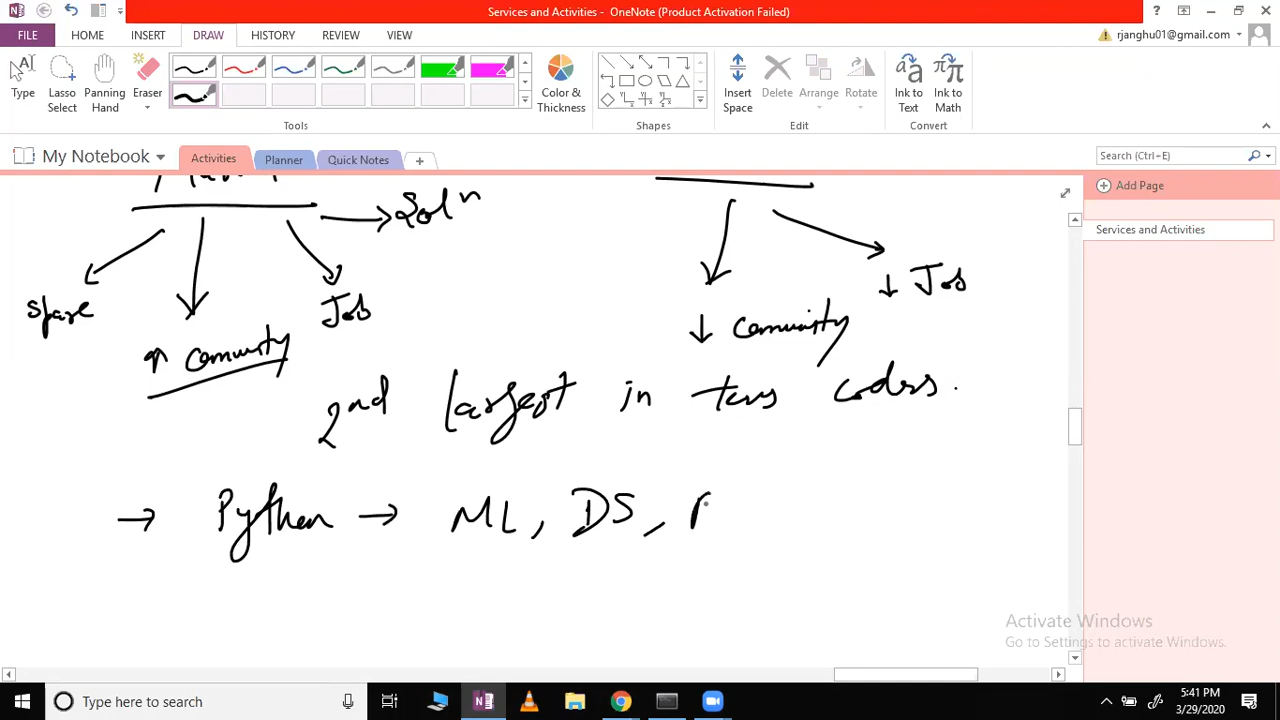 Services and Activities - OneNote (Product Activation Failed)
FILE HOME INSERT DRAW HISTORY REVIEW VIEW
rjanghu01@gmail.com
Type Lasso Select Panning Hand Eraser Color & Thickness Insert Space Delete Arrange Rotate Ink to Text Ink to Math
Tools Shapes Edit Convert
My Notebook Activities Planner Quick Notes
Search (Ctrl+E)
Add Page
Services and Activities
→ Soln
Job
↓ Job
↑ Community
↓ Community
2nd largest in coders.
→ Python → ML, DS,
Activate Windows
Go to Settings to activate Windows.
Type here to search
5:41 PM
3/29/2020